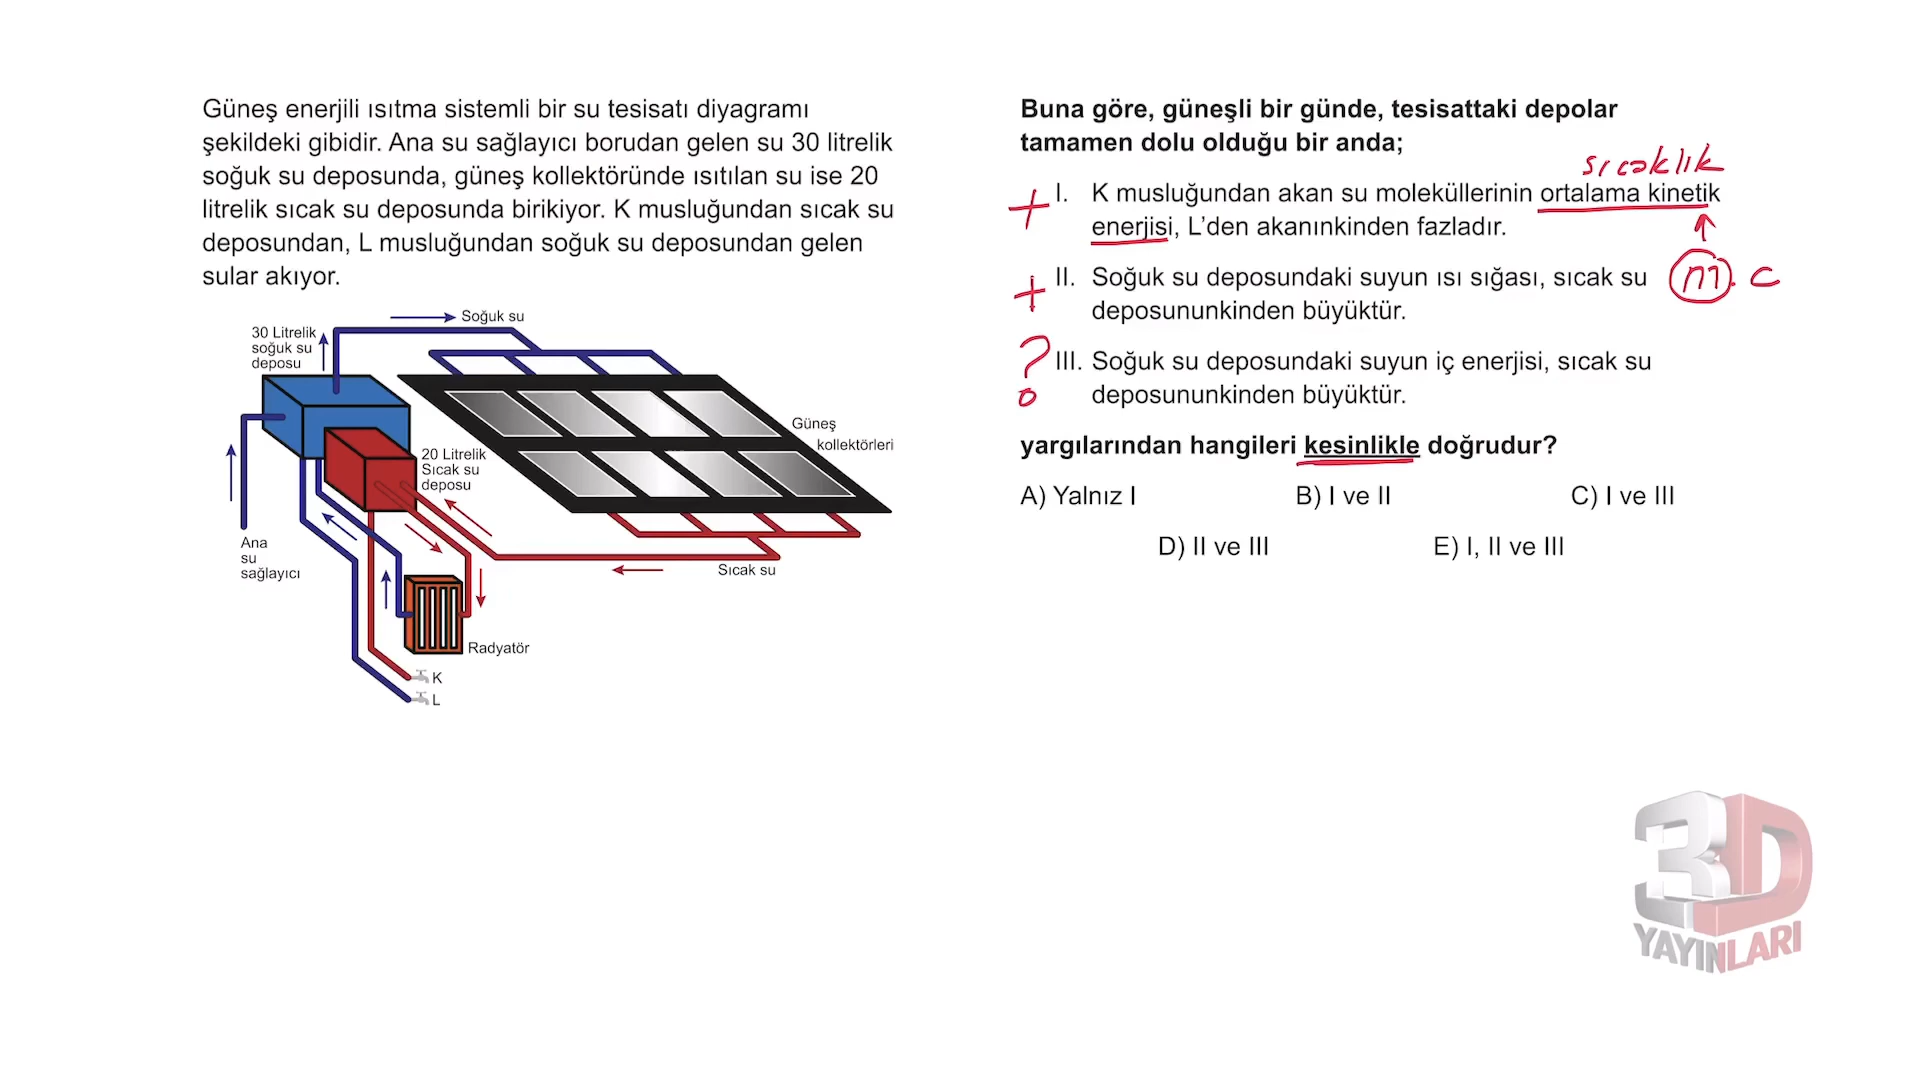 Güneş enerjili ısıtma sistemli bir su tesisatı diyagramı
şekildeki gibidir. Ana su sağlayıcı borudan gelen su 30 litrelik
soğuk su deposunda, güneş kollektöründe ısıtılan su ise 20
litrelik sıcak su deposunda birikiyor. K musluğundan sıcak su
deposundan, L musluğundan soğuk su deposundan gelen
sular akıyor.
Soğuk su
30 Litrelik
soğuk su
deposu
Güneş
kollektörleri
20 Litrelik
Sıcak su
deposu
Ana
su
sağlayıcı
Sıcak su
Radyatör
K
L
Buna göre, güneşli bir günde, tesisattaki depolar
tamamen dolu olduğu bir anda;
sıcaklık
+ I. K musluğundan akan su moleküllerinin ortalama kinetik
enerjisi, L’den akanınkinden fazladır.
+ II. Soğuk su deposundaki suyun ısı sığası, sıcak su m.c
deposununkinden büyüktür.
? III. Soğuk su deposundaki suyun iç enerjisi, sıcak su
deposununkinden büyüktür.
yargılarından hangileri kesinlikle doğrudur?
A) Yalnız I B) I ve II C) I ve III
D) II ve III E) I, II ve III
3D
YAYINLARI